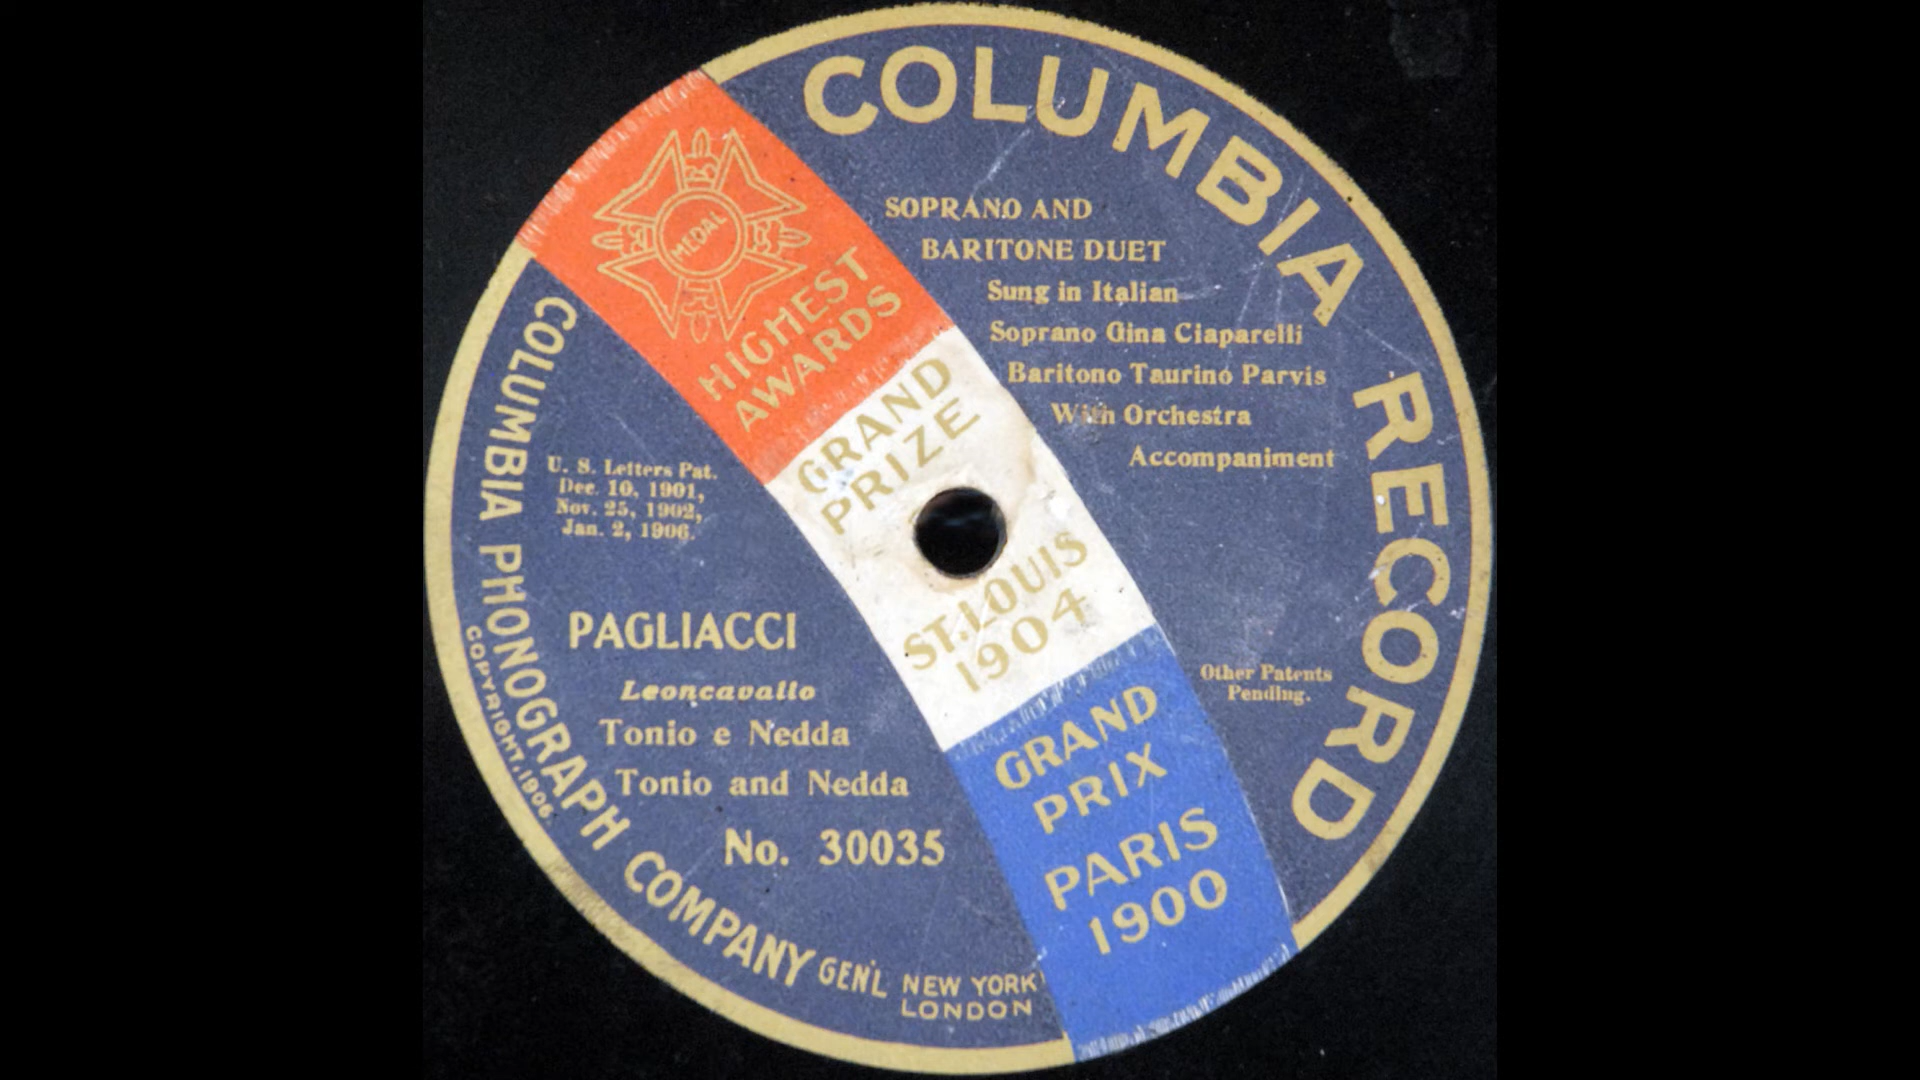 COLUMBIA RECORD
SOPRANO AND
BARITONE DUET
Sung in Italian
Soprano Gina Ciaparelli
Baritono Taurino Parvis
With Orchestra
Accompaniment
MEDAL
HIGHEST
AWARDS
GRAND
PRIZE
ST. LOUIS
1904
GRAND
PRIX
PARIS
1900
U. S. Letters Pat.
Dec. 10, 1901,
Nov. 25, 1902,
Jan. 2, 1906.
Other Patents
Pending.
PAGLIACCI
Leoncavallo
Tonio e Nedda
Tonio and Nedda
No. 30035
COLUMBIA PHONOGRAPH COMPANY GEN'L NEW YORK
LONDON
COPYRIGHT, 1906.